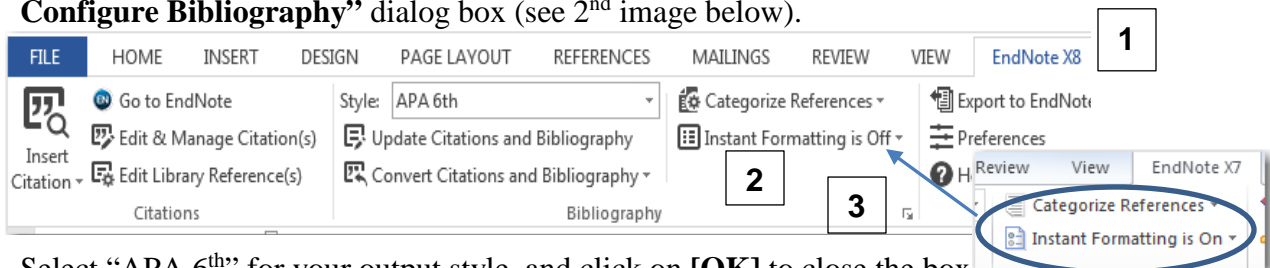 Configure Bibliography” dialog box (see 2nd image below).
1
FILE HOME INSERT DESIGN PAGE LAYOUT REFERENCES MAILINGS REVIEW VIEW EndNote X8
Go to EndNote Style: APA 6th Categorize References Export to EndNote
Edit & Manage Citation(s) Update Citations and Bibliography Instant Formatting is Off Preferences
Insert
Citation Edit Library Reference(s) Convert Citations and Bibliography
2
3
Citations Bibliography
Review View EndNote X7
Categorize References
Instant Formatting is On
Select “APA 6th” for your output style, and click on [OK] to close the box